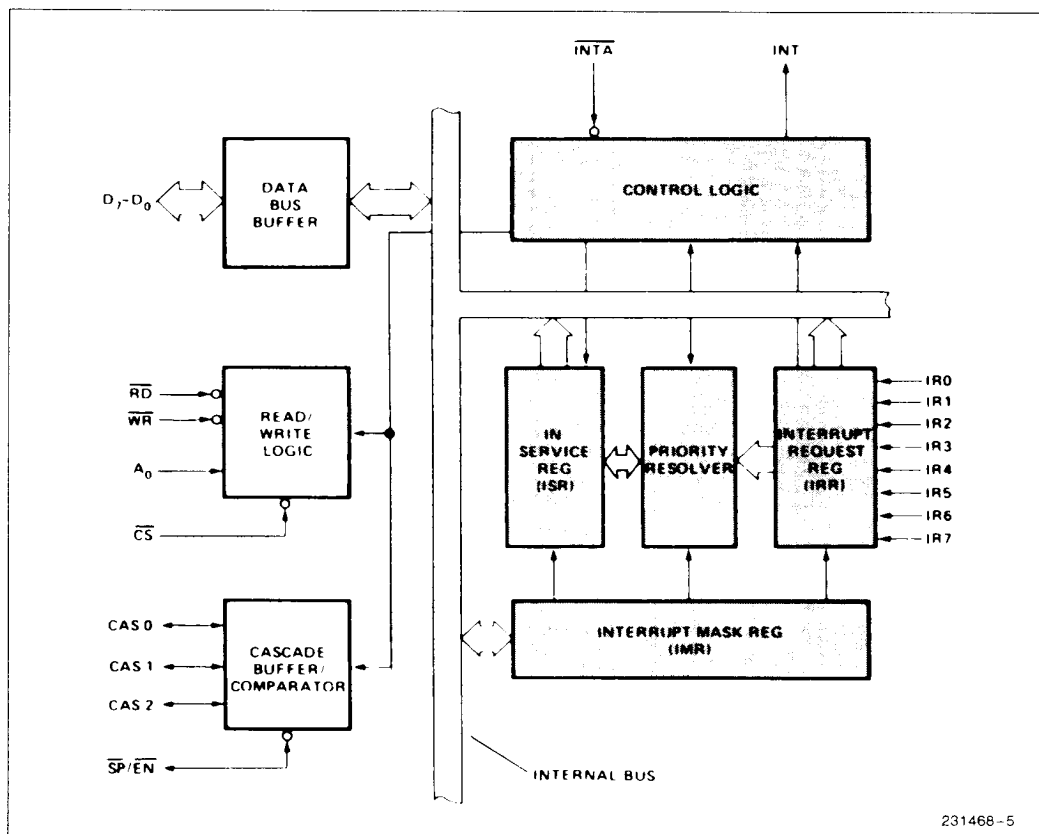 INTA
INT
CONTROL LOGIC
D7-D0
DATA
BUS
BUFFER
RD
WR
A0
CS
READ/
WRITE
LOGIC
IN
SERVICE
REG
(ISR)
PRIORITY
RESOLVER
INTERRUPT
REQUEST
REG
(IRR)
IR0
IR1
IR2
IR3
IR4
IR5
IR6
IR7
CAS 0
CAS 1
CAS 2
SP/EN
CASCADE
BUFFER/
COMPARATOR
INTERRUPT MASK REG
(IMR)
INTERNAL BUS
231468-5